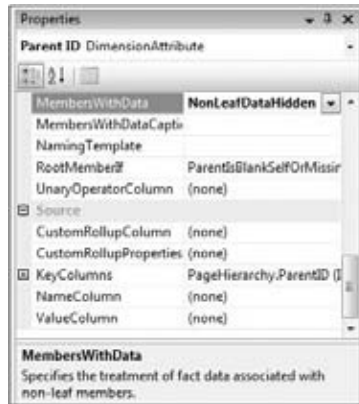 Properties
Parent ID DimensionAttribute
MembersWithData NonLeafDataHidden
MembersWithDataCaptio
NamingTemplate
RootMemberIf ParentIsBlankSelfOrMissin
UnaryOperatorColumn (none)
Source
CustomRollupColumn (none)
CustomRollupProperties (none)
KeyColumns PageHierarchy.ParentID (I
NameColumn (none)
ValueColumn (none)
MembersWithData
Specifies the treatment of fact data associated with
non-leaf members.